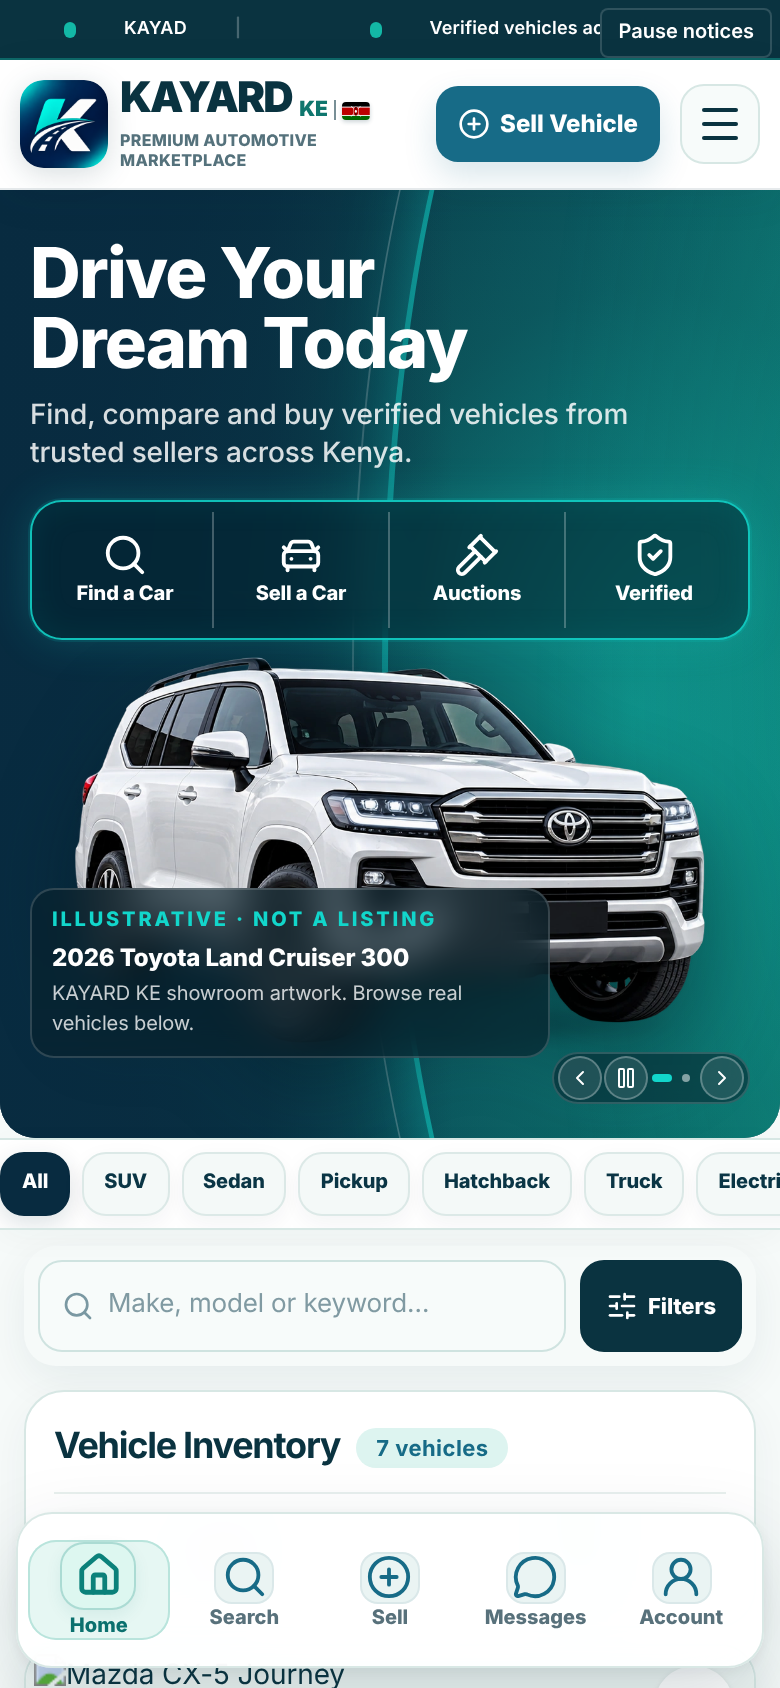 KAYAD
Verified vehicles
Pause notices
KAYARD KE
PREMIUM AUTOMOTIVE
MARKETPLACE
Sell Vehicle
Drive Your
Dream Today
Find, compare and buy verified vehicles from
trusted sellers across Kenya.
Find a Car
Sell a Car
Auctions
Verified
ILLUSTRATIVE · NOT A LISTING
2026 Toyota Land Cruiser 300
KAYARD KE showroom artwork. Browse real
vehicles below.
All
SUV
Sedan
Pickup
Hatchback
Truck
Electri
Make, model or keyword...
Filters
Vehicle Inventory
7 vehicles
Home
Search
Sell
Messages
Account
Mazda CX-5 Journey